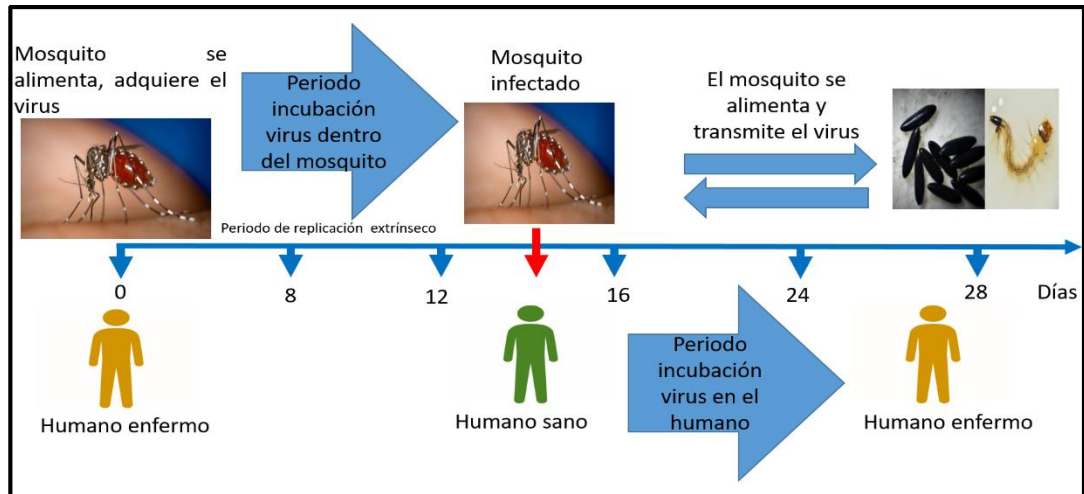 Mosquito se
alimenta, adquiere el
virus
Periodo
incubación
virus dentro
del mosquito
Mosquito
infectado
El mosquito se
alimenta y
transmite el virus
Periodo de replicación extrínseco
0
8
12
16
24
28
Días
Humano enfermo
Humano sano
Periodo
incubación
virus en el
humano
Humano enfermo